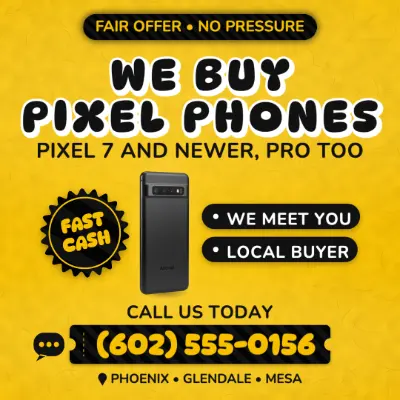 FAIR OFFER • NO PRESSURE
WE BUY
PIXEL PHONES
PIXEL 7 AND NEWER, PRO TOO
FAST
CASH
• WE MEET YOU
• LOCAL BUYER
CALL US TODAY
(602) 555-0156
PHOENIX • GLENDALE • MESA